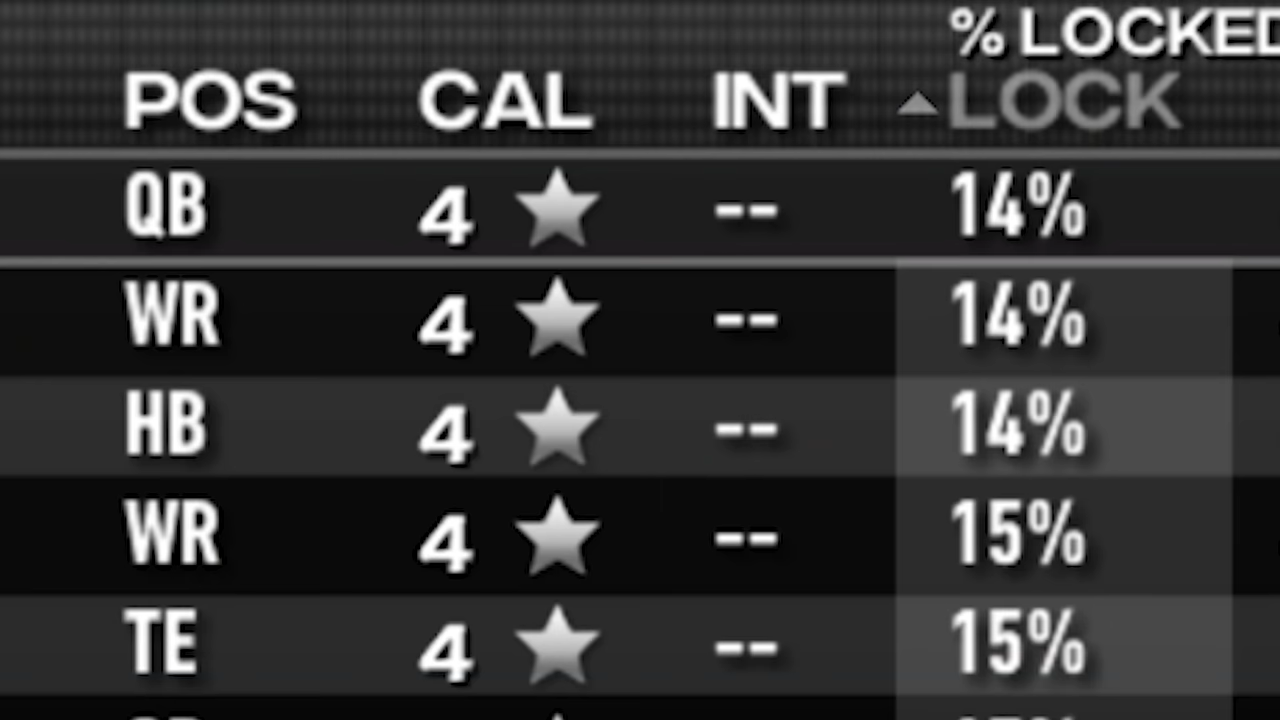 % LOCKED
POS CAL INT LOCK
QB 4 -- 14%
WR 4 -- 14%
HB 4 -- 14%
WR 4 -- 15%
TE 4 -- 15%